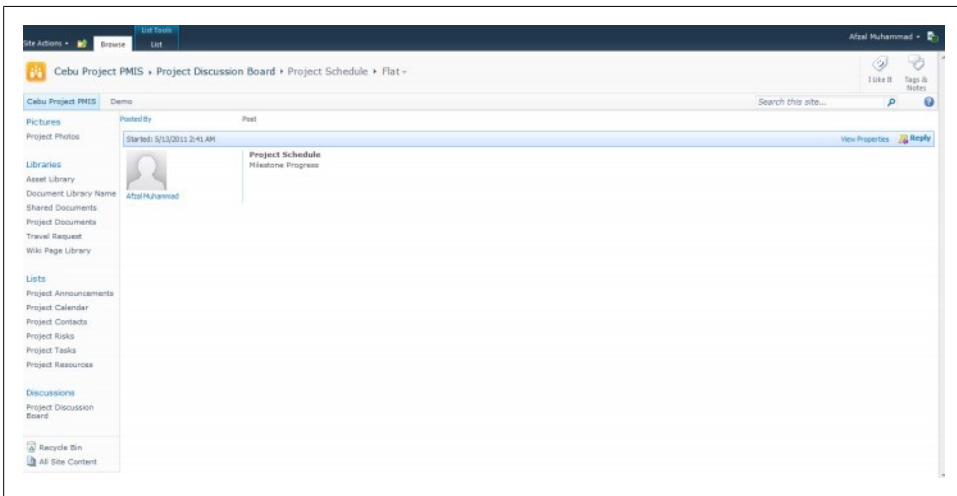 List Tools
Site Actions
Browse
List
Afzal Muhammad
Cebu Project PMIS › Project Discussion Board › Project Schedule › Flat
I Like It
Tags & Notes
Cebu Project PMIS
Demo
Search this site...
Pictures
Project Photos
Libraries
Asset Library
Document Library Name
Shared Documents
Project Documents
Travel Request
Wiki Page Library
Lists
Project Announcements
Project Calendar
Project Contacts
Project Risks
Project Tasks
Project Resources
Discussions
Project Discussion
Board
Recycle Bin
All Site Content
Posted By
Post
Started: 5/13/2011 2:41 AM
View Properties
Reply
Project Schedule
Milestone Progress
Afzal Muhammad